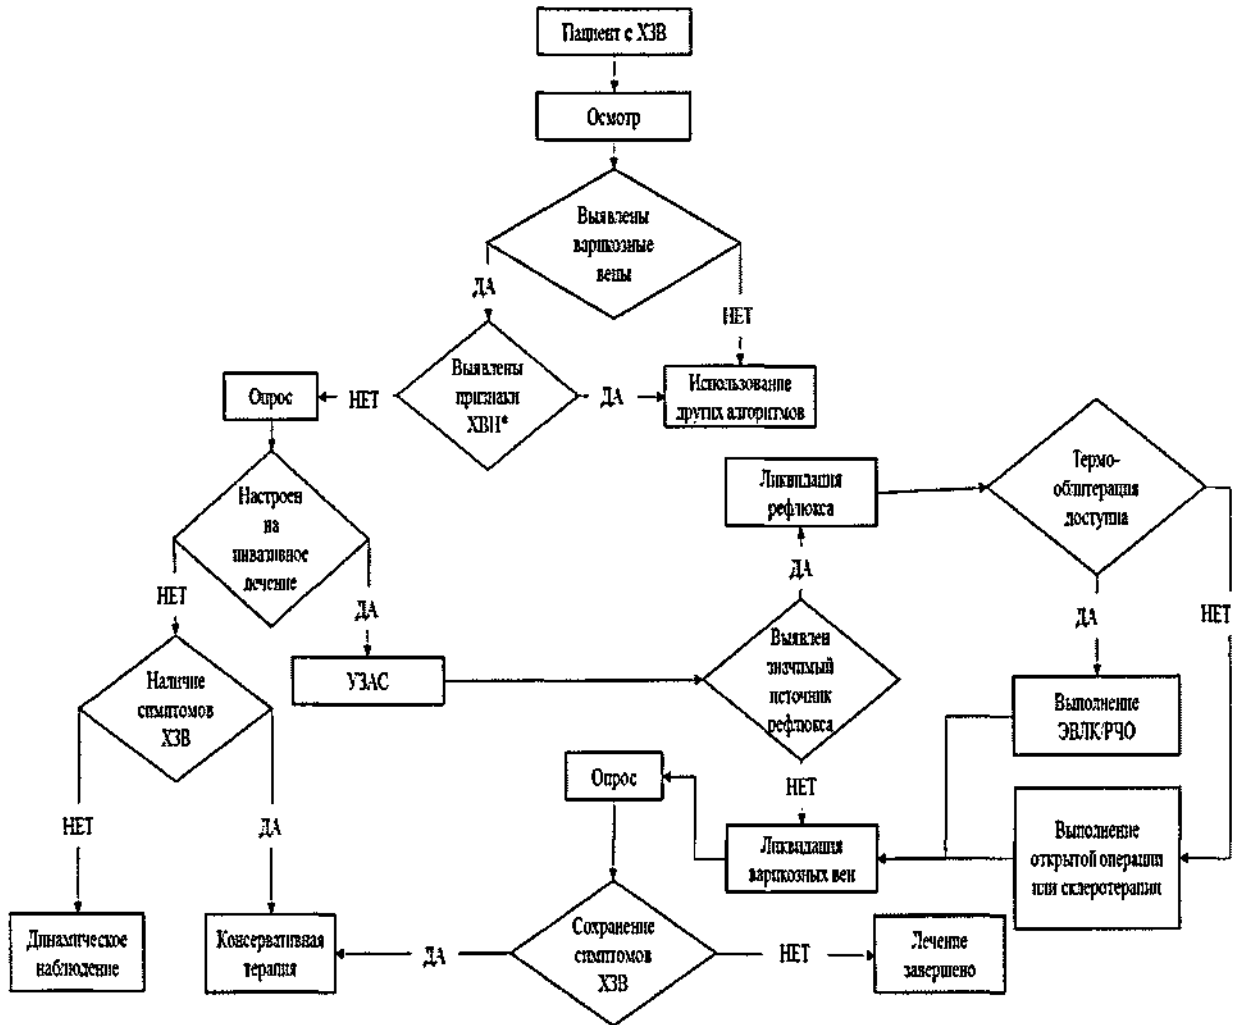 Пациент с ХЗВ
Осмотр
Выявлены
варикозные
вены
ДА
НЕТ
Выявлены
признаки
ХВН*
НЕТ
ДА
Опрос
Использование
других алгоритмов
Настроен
на
инвазивное
лечение
НЕТ
ДА
Ликвидация
рефлюкса
Термо-
облитерация
доступна
ДА
НЕТ
ДА
Наличие
симптомов
ХЗВ
УЗАС
Выявлен
значимый
источник
рефлюкса
Выполнение
ЭВЛК/РЧО
НЕТ
ДА
Опрос
НЕТ
Ликвидация
варикозных вен
Выполнение
открытой операции
или склеротерапии
Динамическое
наблюдение
Консервативная
терапия
ДА
Сохранение
симптомов
ХЗВ
НЕТ
Лечение
завершено